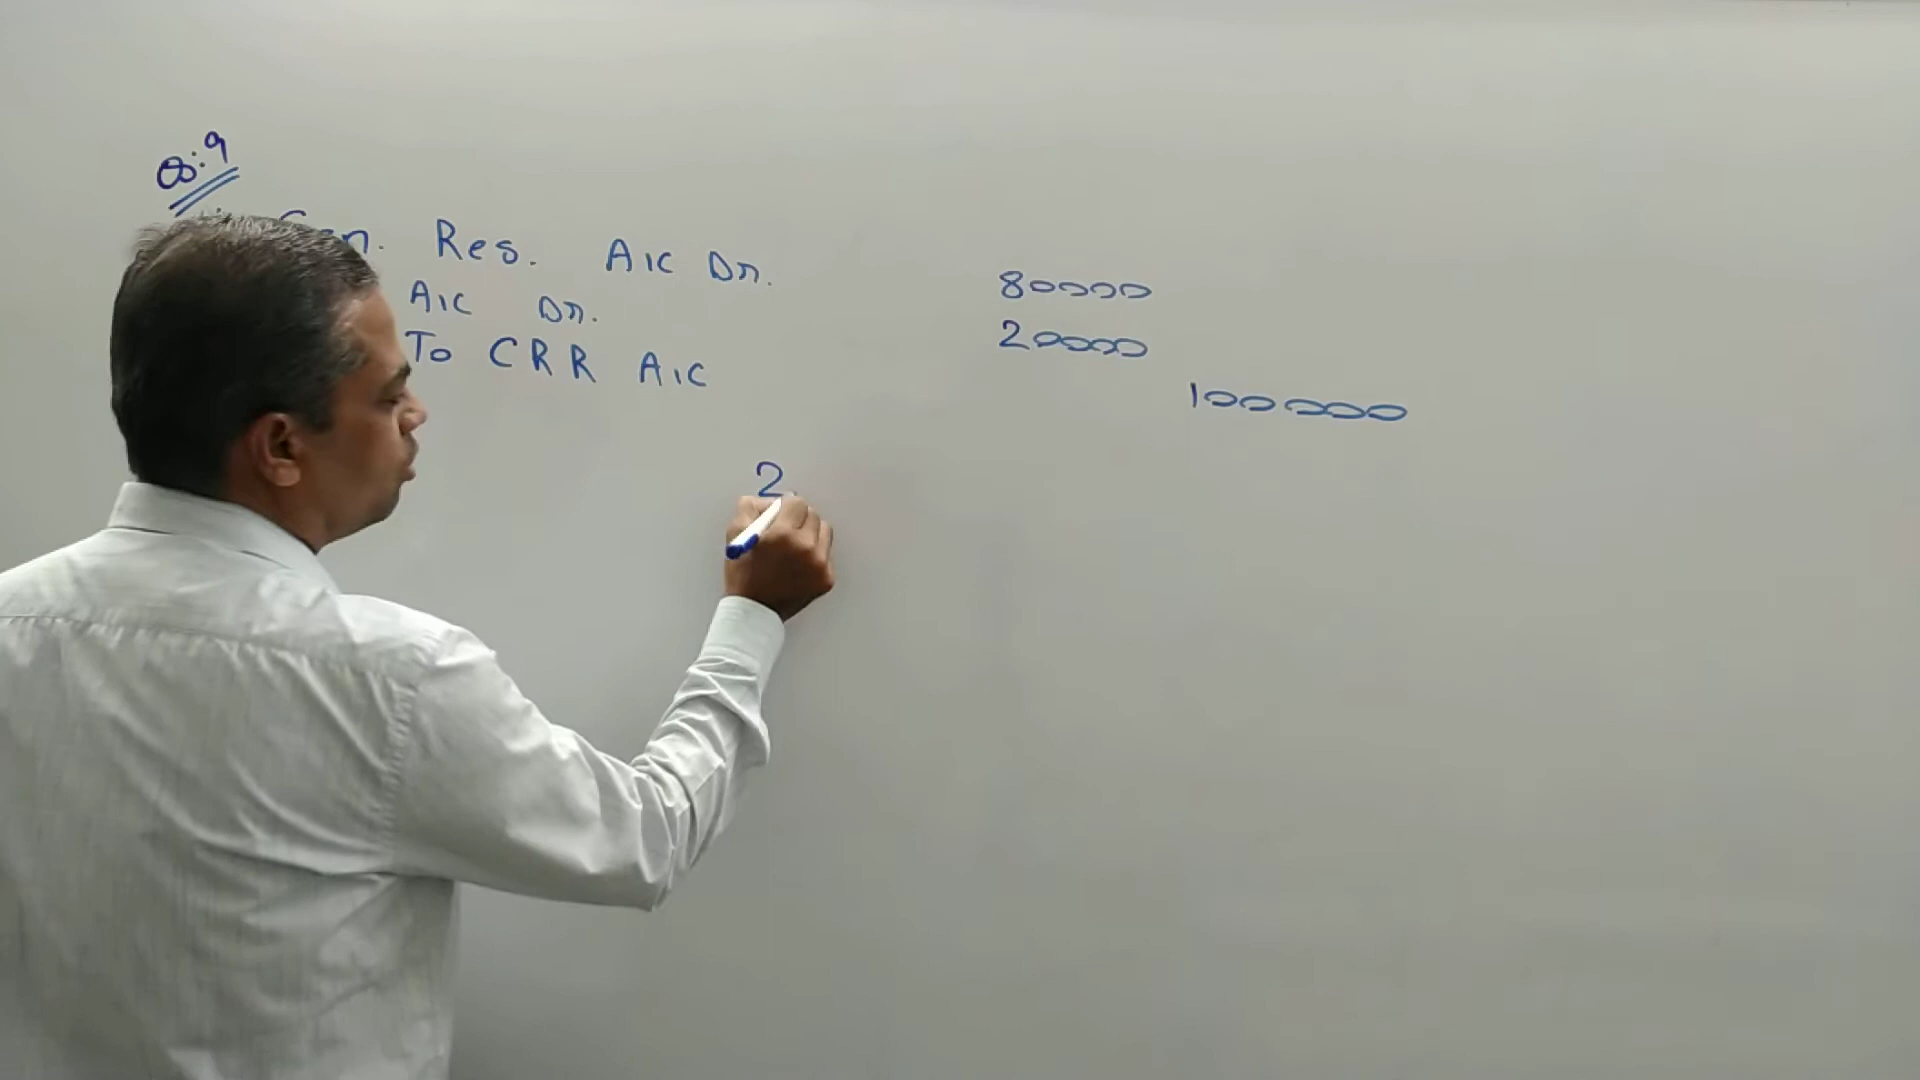 Q:9
Res. A/C Dr. 80000
A/C Dr. 20000
To CRR A/C 100000
2